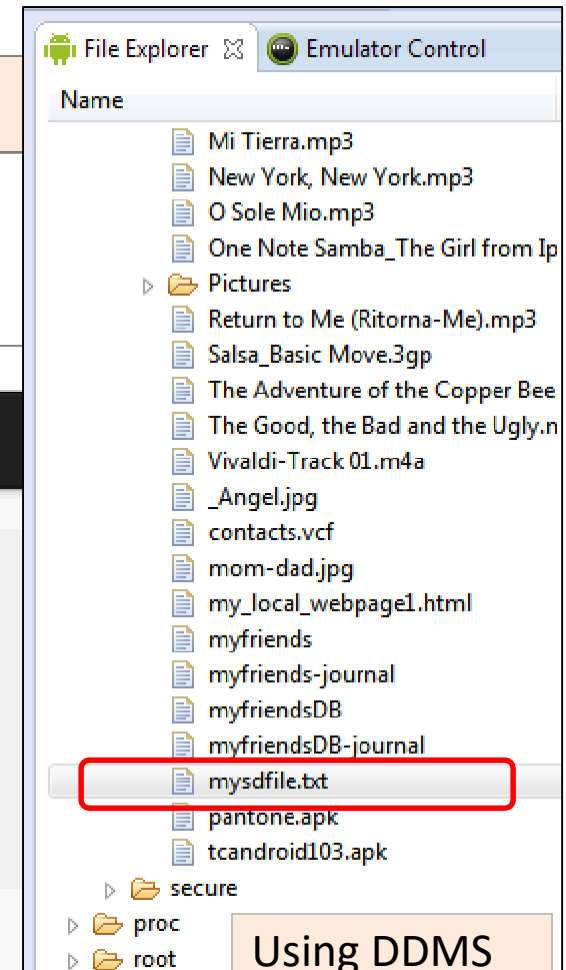 File Explorer Emulator Control
Name
Mi Tierra.mp3
New York, New York.mp3
O Sole Mio.mp3
One Note Samba_The Girl from Ip
Pictures
Return to Me (Ritorna-Me).mp3
Salsa_Basic Move.3gp
The Adventure of the Copper Bee
The Good, the Bad and the Ugly.n
Vivaldi-Track 01.m4a
_Angel.jpg
contacts.vcf
mom-dad.jpg
my_local_webpage1.html
myfriends
myfriends-journal
myfriendsDB
myfriendsDB-journal
mysdfile.txt
pantone.apk
tcandroid103.apk
secure
proc
root
Using DDMS